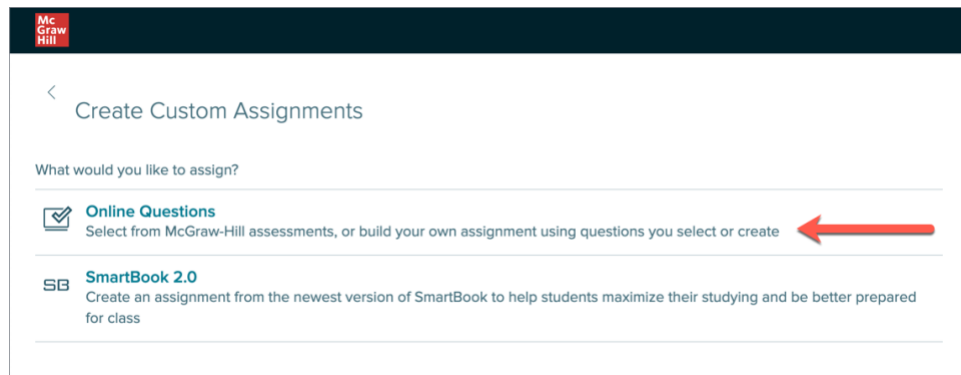 Mc
Graw
Hill
Create Custom Assignments
What would you like to assign?
Online Questions
Select from McGraw-Hill assessments, or build your own assignment using questions you select or create
SB
SmartBook 2.0
Create an assignment from the newest version of SmartBook to help students maximize their studying and be better prepared
for class